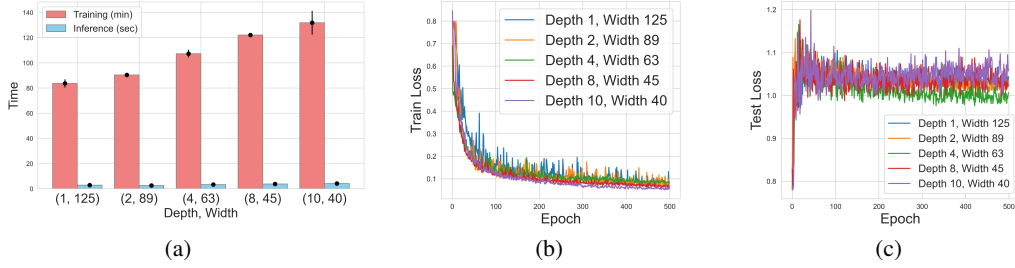 Training (min)
Inference (sec)
140
120
100
80
60
40
20
0
Time
(1, 125) (2, 89) (4, 63) (8, 45) (10, 40)
Depth, Width
(a)
Depth 1, Width 125
Depth 2, Width 89
Depth 4, Width 63
Depth 8, Width 45
Depth 10, Width 40
0.8
0.7
0.6
0.5
0.4
0.3
0.2
0.1
Train Loss
0 100 200 300 400 500
Epoch
(b)
1.2
1.1
1.0
0.9
0.8
Test Loss
Depth 1, Width 125
Depth 2, Width 89
Depth 4, Width 63
Depth 8, Width 45
Depth 10, Width 40
0 100 200 300 400 500
Epoch
(c)